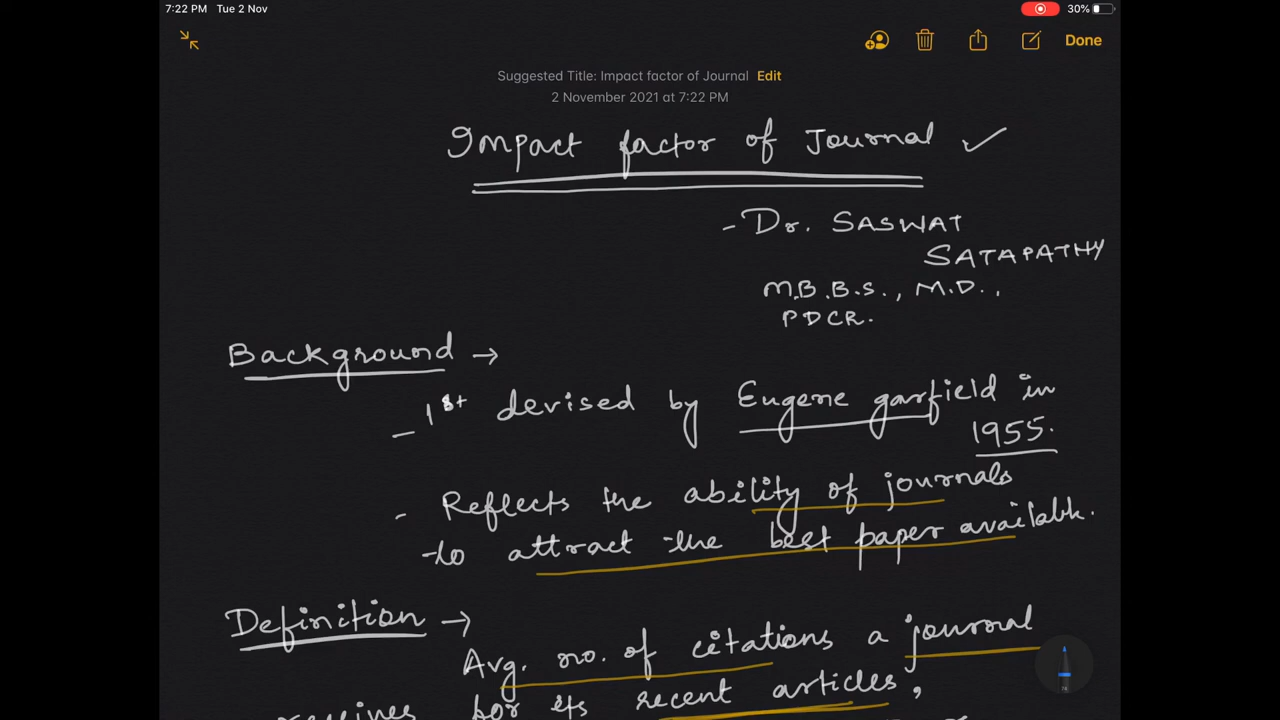 7:22 PM Tue 2 Nov
30%
Done
Suggested Title: Impact factor of Journal Edit
2 November 2021 at 7:22 PM
Impact factor of Journal
- Dr. SASWAT
SATAPATHY
M.B.B.S., M.D.,
PDCR.
Background →
- 1st devised by Eugene garfield in
1955.
- Reflects the ability of journals
to attract the best paper available.
Definition →
Avg. no. of citations a journal
receives for its recent articles,